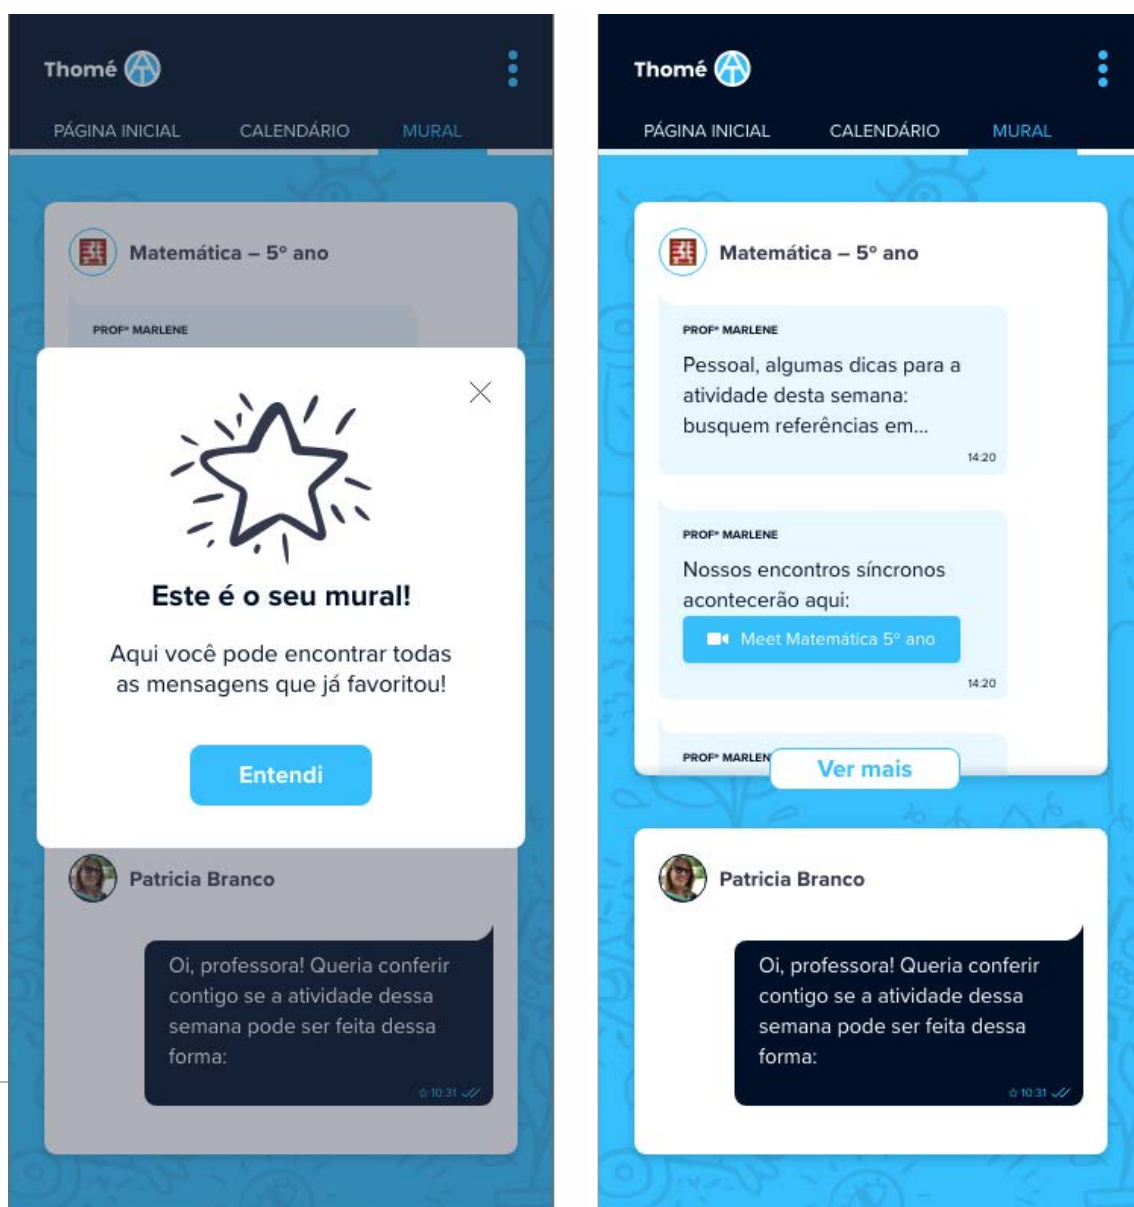 Thomé
PÁGINA INICIAL CALENDÁRIO MURAL
Matemática – 5º ano
PROFª MARLENE
Este é o seu mural!
Aqui você pode encontrar todas
as mensagens que já favoritou!
Entendi
Patricia Branco
Oi, professora! Queria conferir
contigo se a atividade dessa
semana pode ser feita dessa
forma:
10:31
Thomé
PÁGINA INICIAL CALENDÁRIO MURAL
Matemática – 5º ano
PROFª MARLENE
Pessoal, algumas dicas para a
atividade desta semana:
busquem referências em...
14:20
PROFª MARLENE
Nossos encontros síncronos
acontecerão aqui:
Meet Matemática 5º ano
14:20
PROFª MARLEN
Ver mais
Patricia Branco
Oi, professora! Queria conferir
contigo se a atividade dessa
semana pode ser feita dessa
forma:
10:31